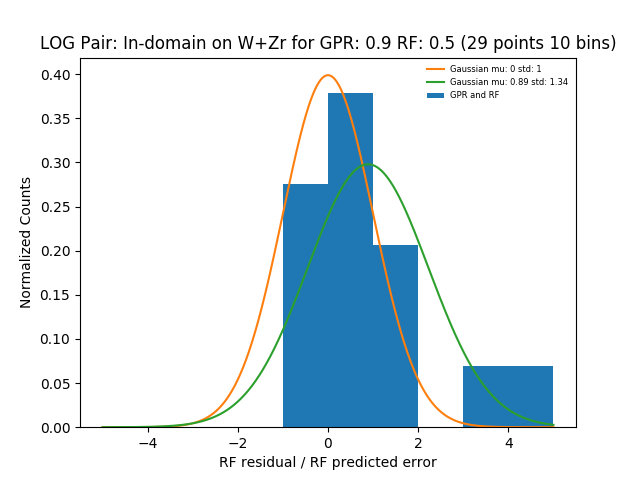 LOG Pair: In-domain on W+Zr for GPR: 0.9 RF: 0.5 (29 points 10 bins)
Gaussian mu: 0 std: 1
Gaussian mu: 0.89 std: 1.34
GPR and RF
Normalized Counts
0.40
0.35
0.30
0.25
0.20
0.15
0.10
0.05
0.00
−4
−2
0
2
4
RF residual / RF predicted error